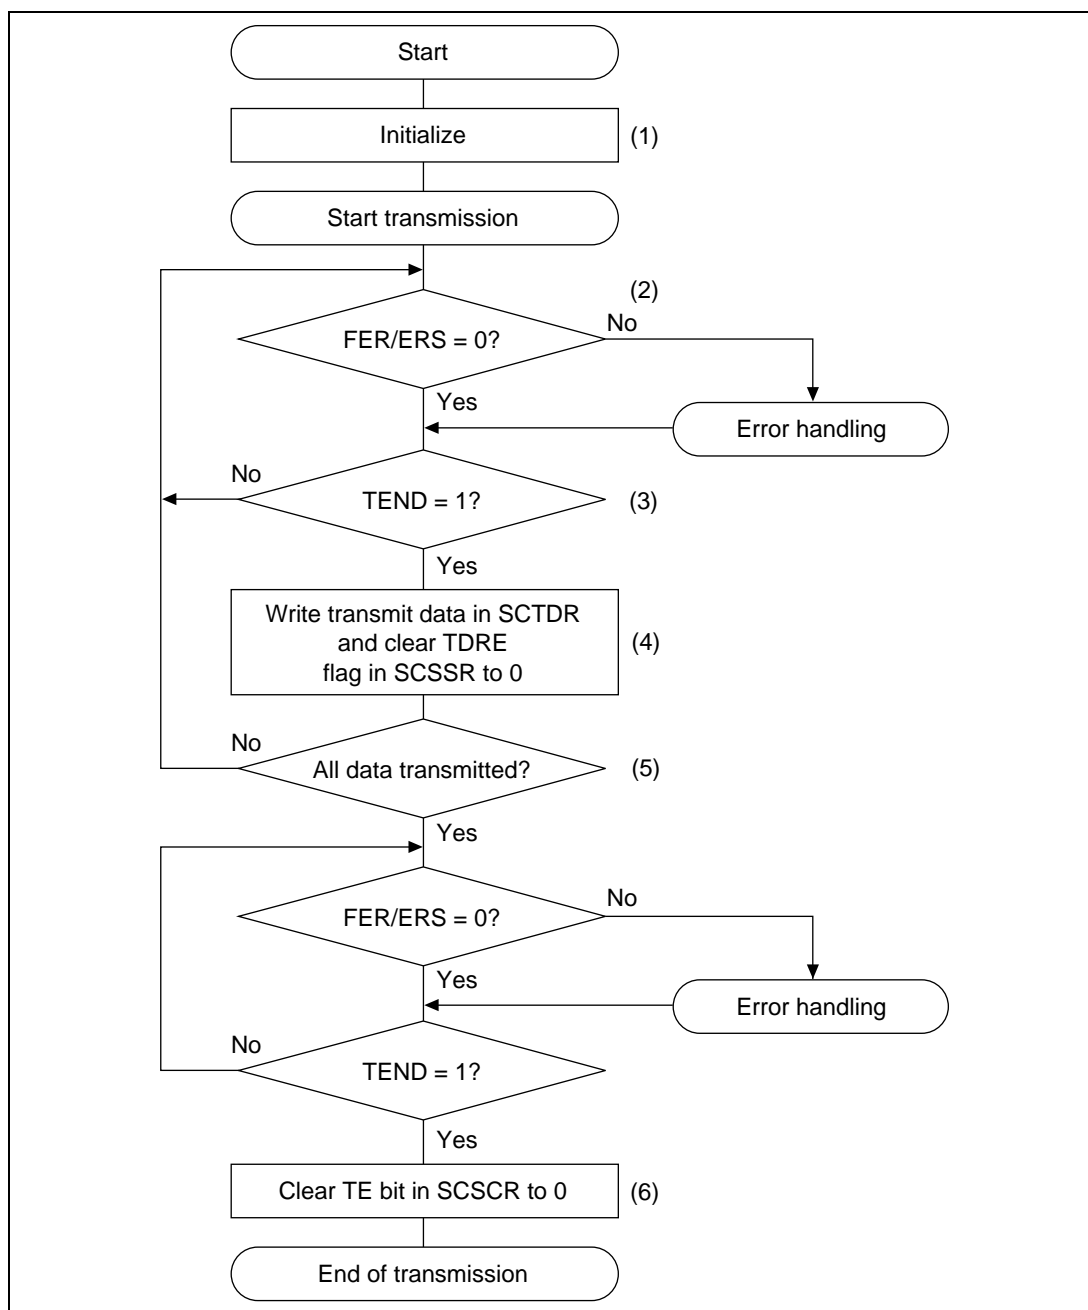 Start
Initialize
(1)
Start transmission
(2)
FER/ERS = 0?
No
Yes
Error handling
No
TEND = 1?
(3)
Yes
Write transmit data in SCTDR
and clear TDRE
flag in SCSSR to 0
(4)
No
All data transmitted?
(5)
Yes
FER/ERS = 0?
No
Yes
Error handling
No
TEND = 1?
Yes
Clear TE bit in SCSCR to 0
(6)
End of transmission